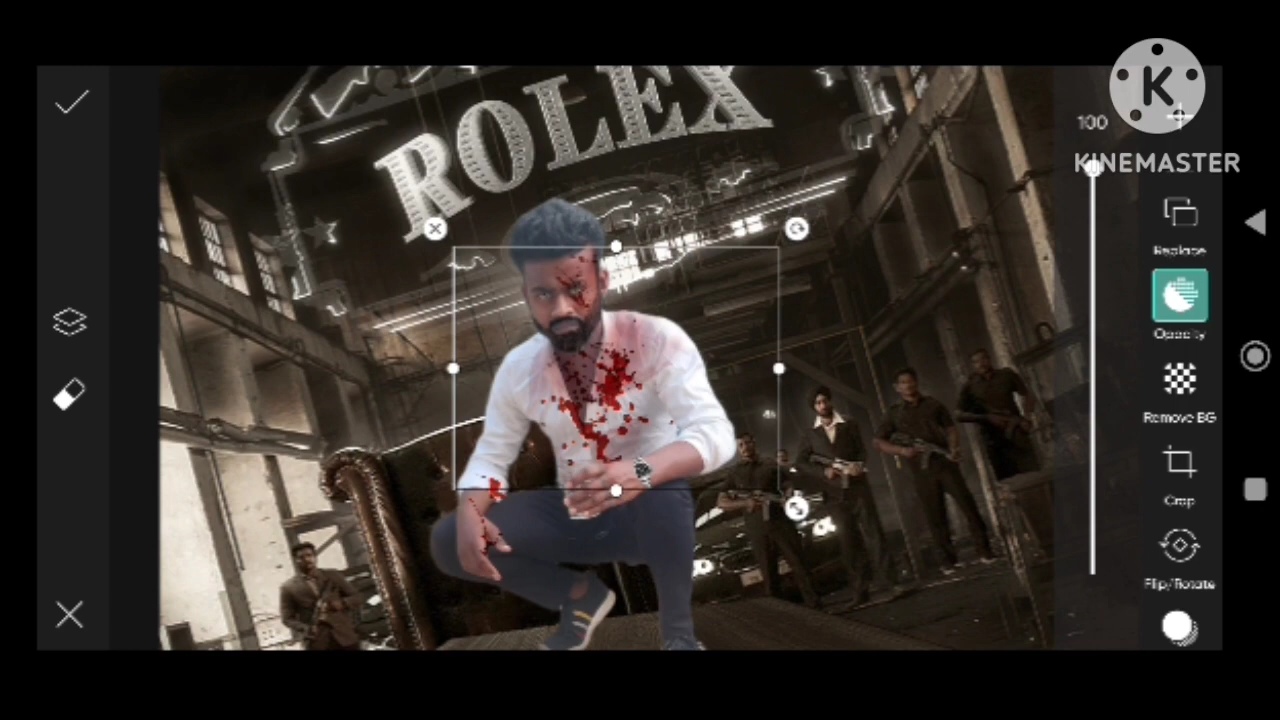 ROLEX
100
K
KINEMASTER
Replace
Opacity
Remove BG
Crop
Flip/Rotate